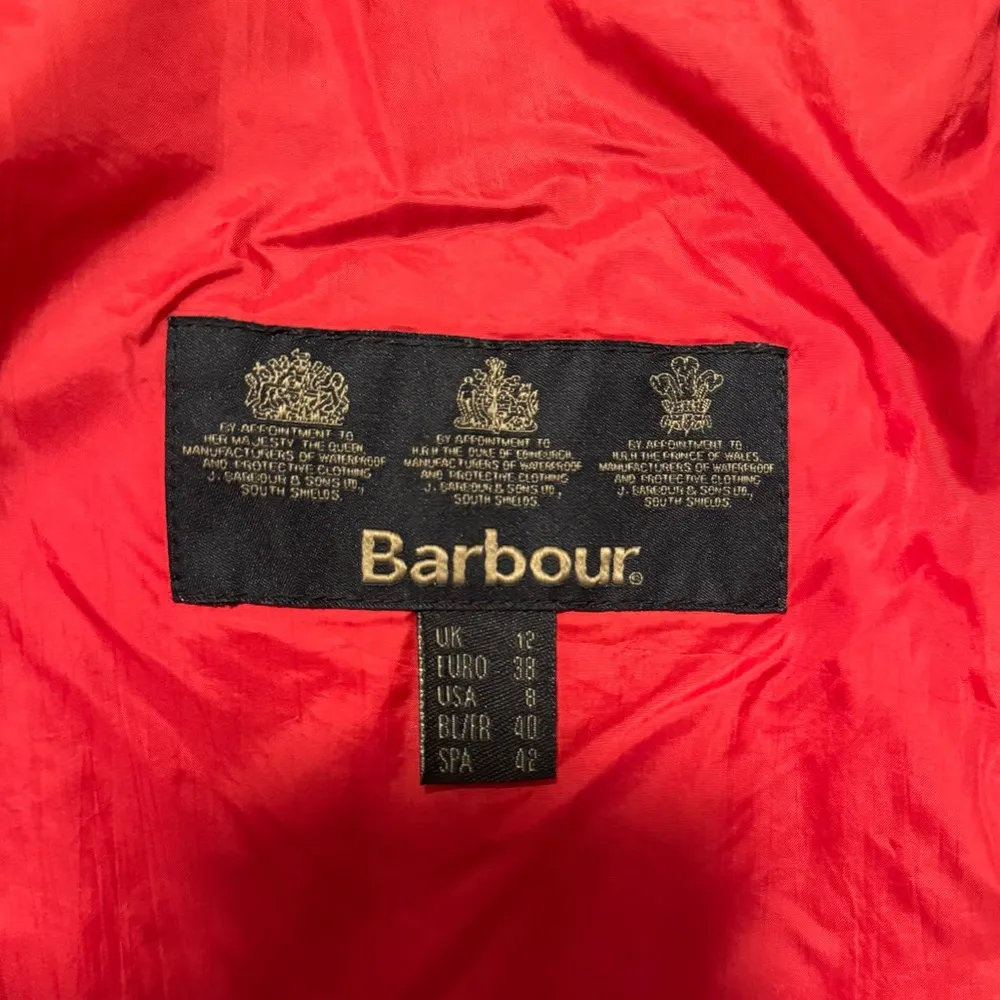 BY APPOINTMENT TO
HER MAJESTY THE QUEEN
MANUFACTURERS OF WATERPROOF
AND PROTECTIVE CLOTHING
J. BARBOUR & SONS LTD.,
SOUTH SHIELDS.
BY APPOINTMENT TO
H.R.H THE DUKE OF EDINBURGH
MANUFACTURERS OF WATERPROOF
AND PROTECTIVE CLOTHING
J. BARBOUR & SONS LTD.,
SOUTH SHIELDS.
BY APPOINTMENT TO
H.R.H THE PRINCE OF WALES
MANUFACTURERS OF WATERPROOF
AND PROTECTIVE CLOTHING
J. BARBOUR & SONS LTD.,
SOUTH SHIELDS.
Barbour®
UK 12
EURO 38
USA 8
BL/FR 40
SPA 42